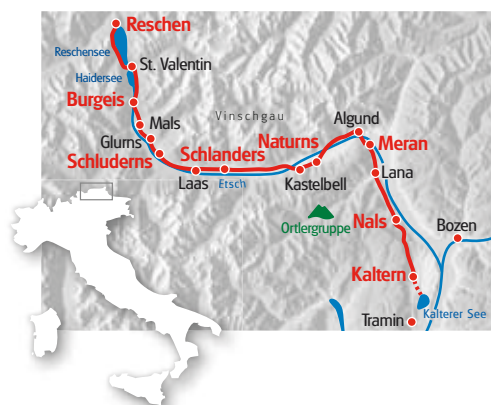 Reschen
Reschensee
St. Valentin
Haidersee
Burgeis
Mals
Glurns
Schluderns
Vinschgau
Laas
Schlanders
Etsch
Naturns
Kastelbell
Algund
Meran
Lana
Ortlergruppe
Nals
Bozen
Kaltern
Kalterer See
Tramin